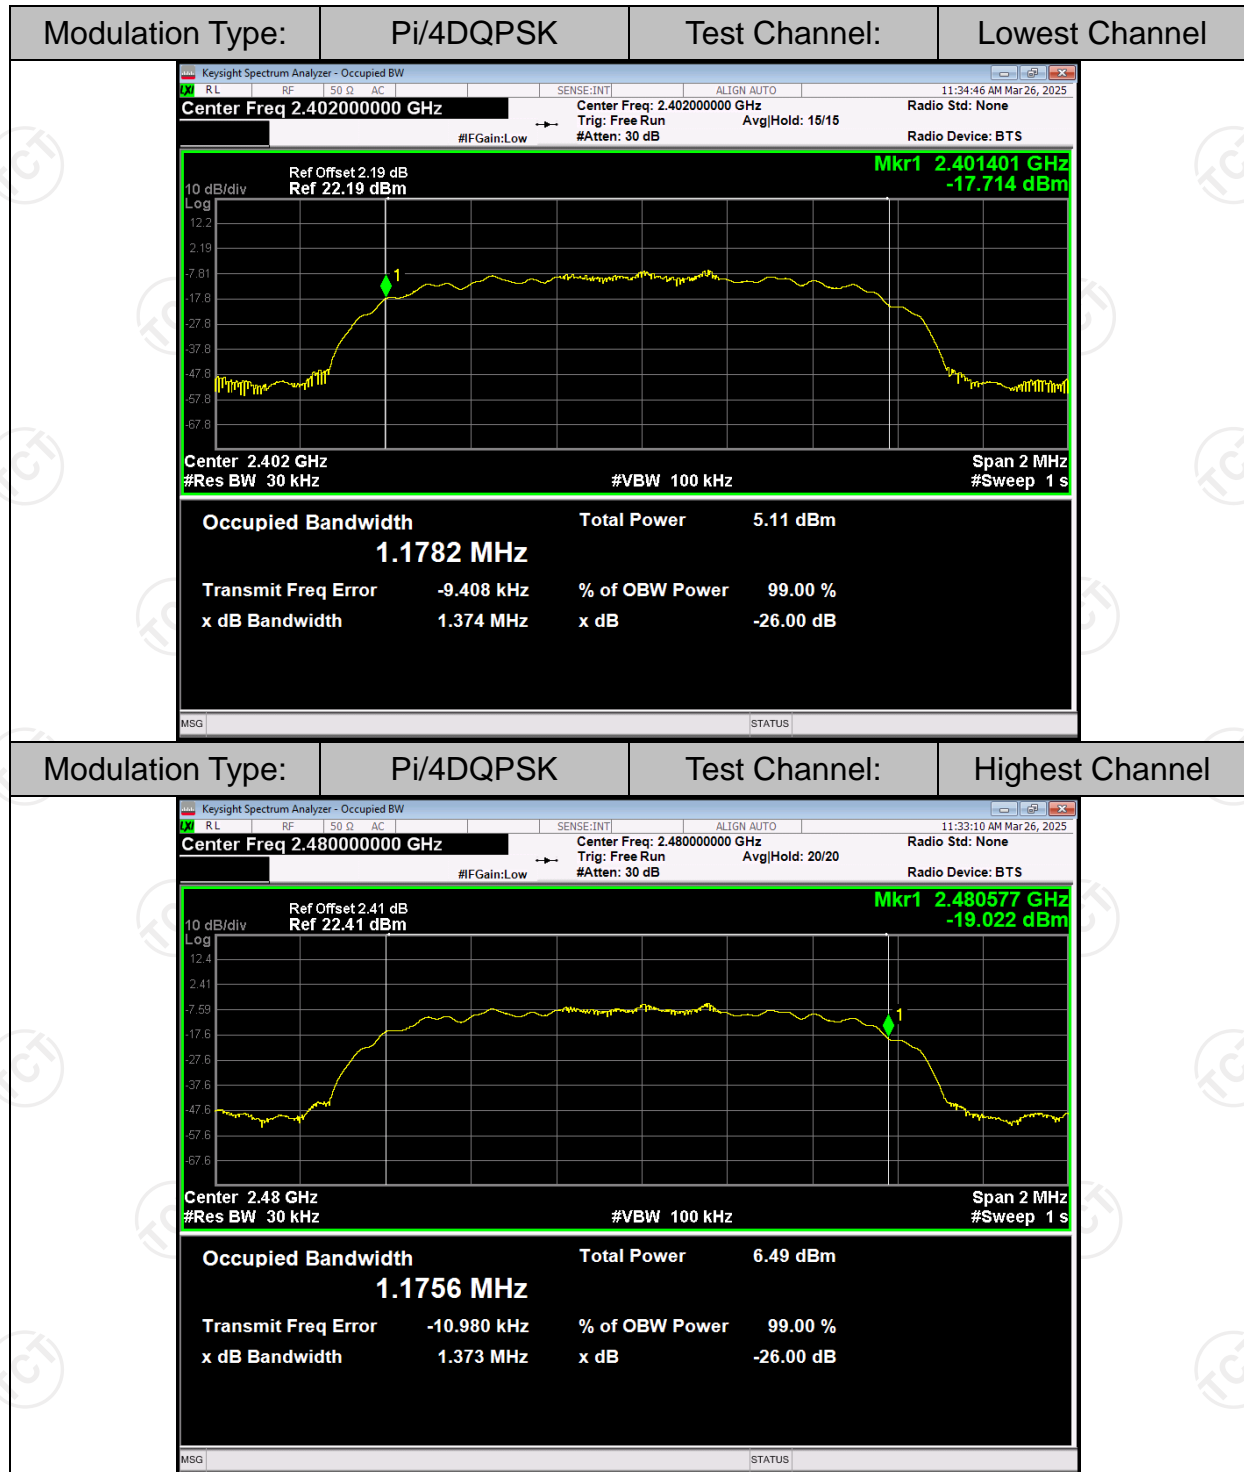 Modulation Type: Pi/4DQPSK Test Channel: Lowest Channel
Keysight Spectrum Analyzer - Occupied BW
LXI RL RF 50 Ω AC SENSE:INT ALIGN AUTO 11:34:46 AM Mar 26, 2025
Center Freq 2.402000000 GHz Center Freq: 2.402000000 GHz Radio Std: None
Trig: Free Run Avg|Hold: 15/15
#IFGain:Low #Atten: 30 dB Radio Device: BTS
Mkr1 2.401401 GHz
-17.714 dBm
Ref Offset 2.19 dB
10 dB/div Ref 22.19 dBm
Log
12.2
2.19
-7.81
1
-17.8
-27.8
-37.8
-47.8
-57.8
-67.8
Center 2.402 GHz Span 2 MHz
#Res BW 30 kHz #VBW 100 kHz #Sweep 1 s
Occupied Bandwidth Total Power 5.11 dBm
1.1782 MHz
Transmit Freq Error -9.408 kHz % of OBW Power 99.00 %
x dB Bandwidth 1.374 MHz x dB -26.00 dB
MSG STATUS
Modulation Type: Pi/4DQPSK Test Channel: Highest Channel
Keysight Spectrum Analyzer - Occupied BW
LXI RL RF 50 Ω AC SENSE:INT ALIGN AUTO 11:33:10 AM Mar 26, 2025
Center Freq 2.480000000 GHz Center Freq: 2.480000000 GHz Radio Std: None
Trig: Free Run Avg|Hold: 20/20
#IFGain:Low #Atten: 30 dB Radio Device: BTS
Mkr1 2.480577 GHz
-19.022 dBm
Ref Offset 2.41 dB
10 dB/div Ref 22.41 dBm
Log
12.4
2.41
-7.59
1
-17.6
-27.6
-37.6
-47.6
-57.6
-67.6
Center 2.48 GHz Span 2 MHz
#Res BW 30 kHz #VBW 100 kHz #Sweep 1 s
Occupied Bandwidth Total Power 6.49 dBm
1.1756 MHz
Transmit Freq Error -10.980 kHz % of OBW Power 99.00 %
x dB Bandwidth 1.373 MHz x dB -26.00 dB
MSG STATUS
TCT